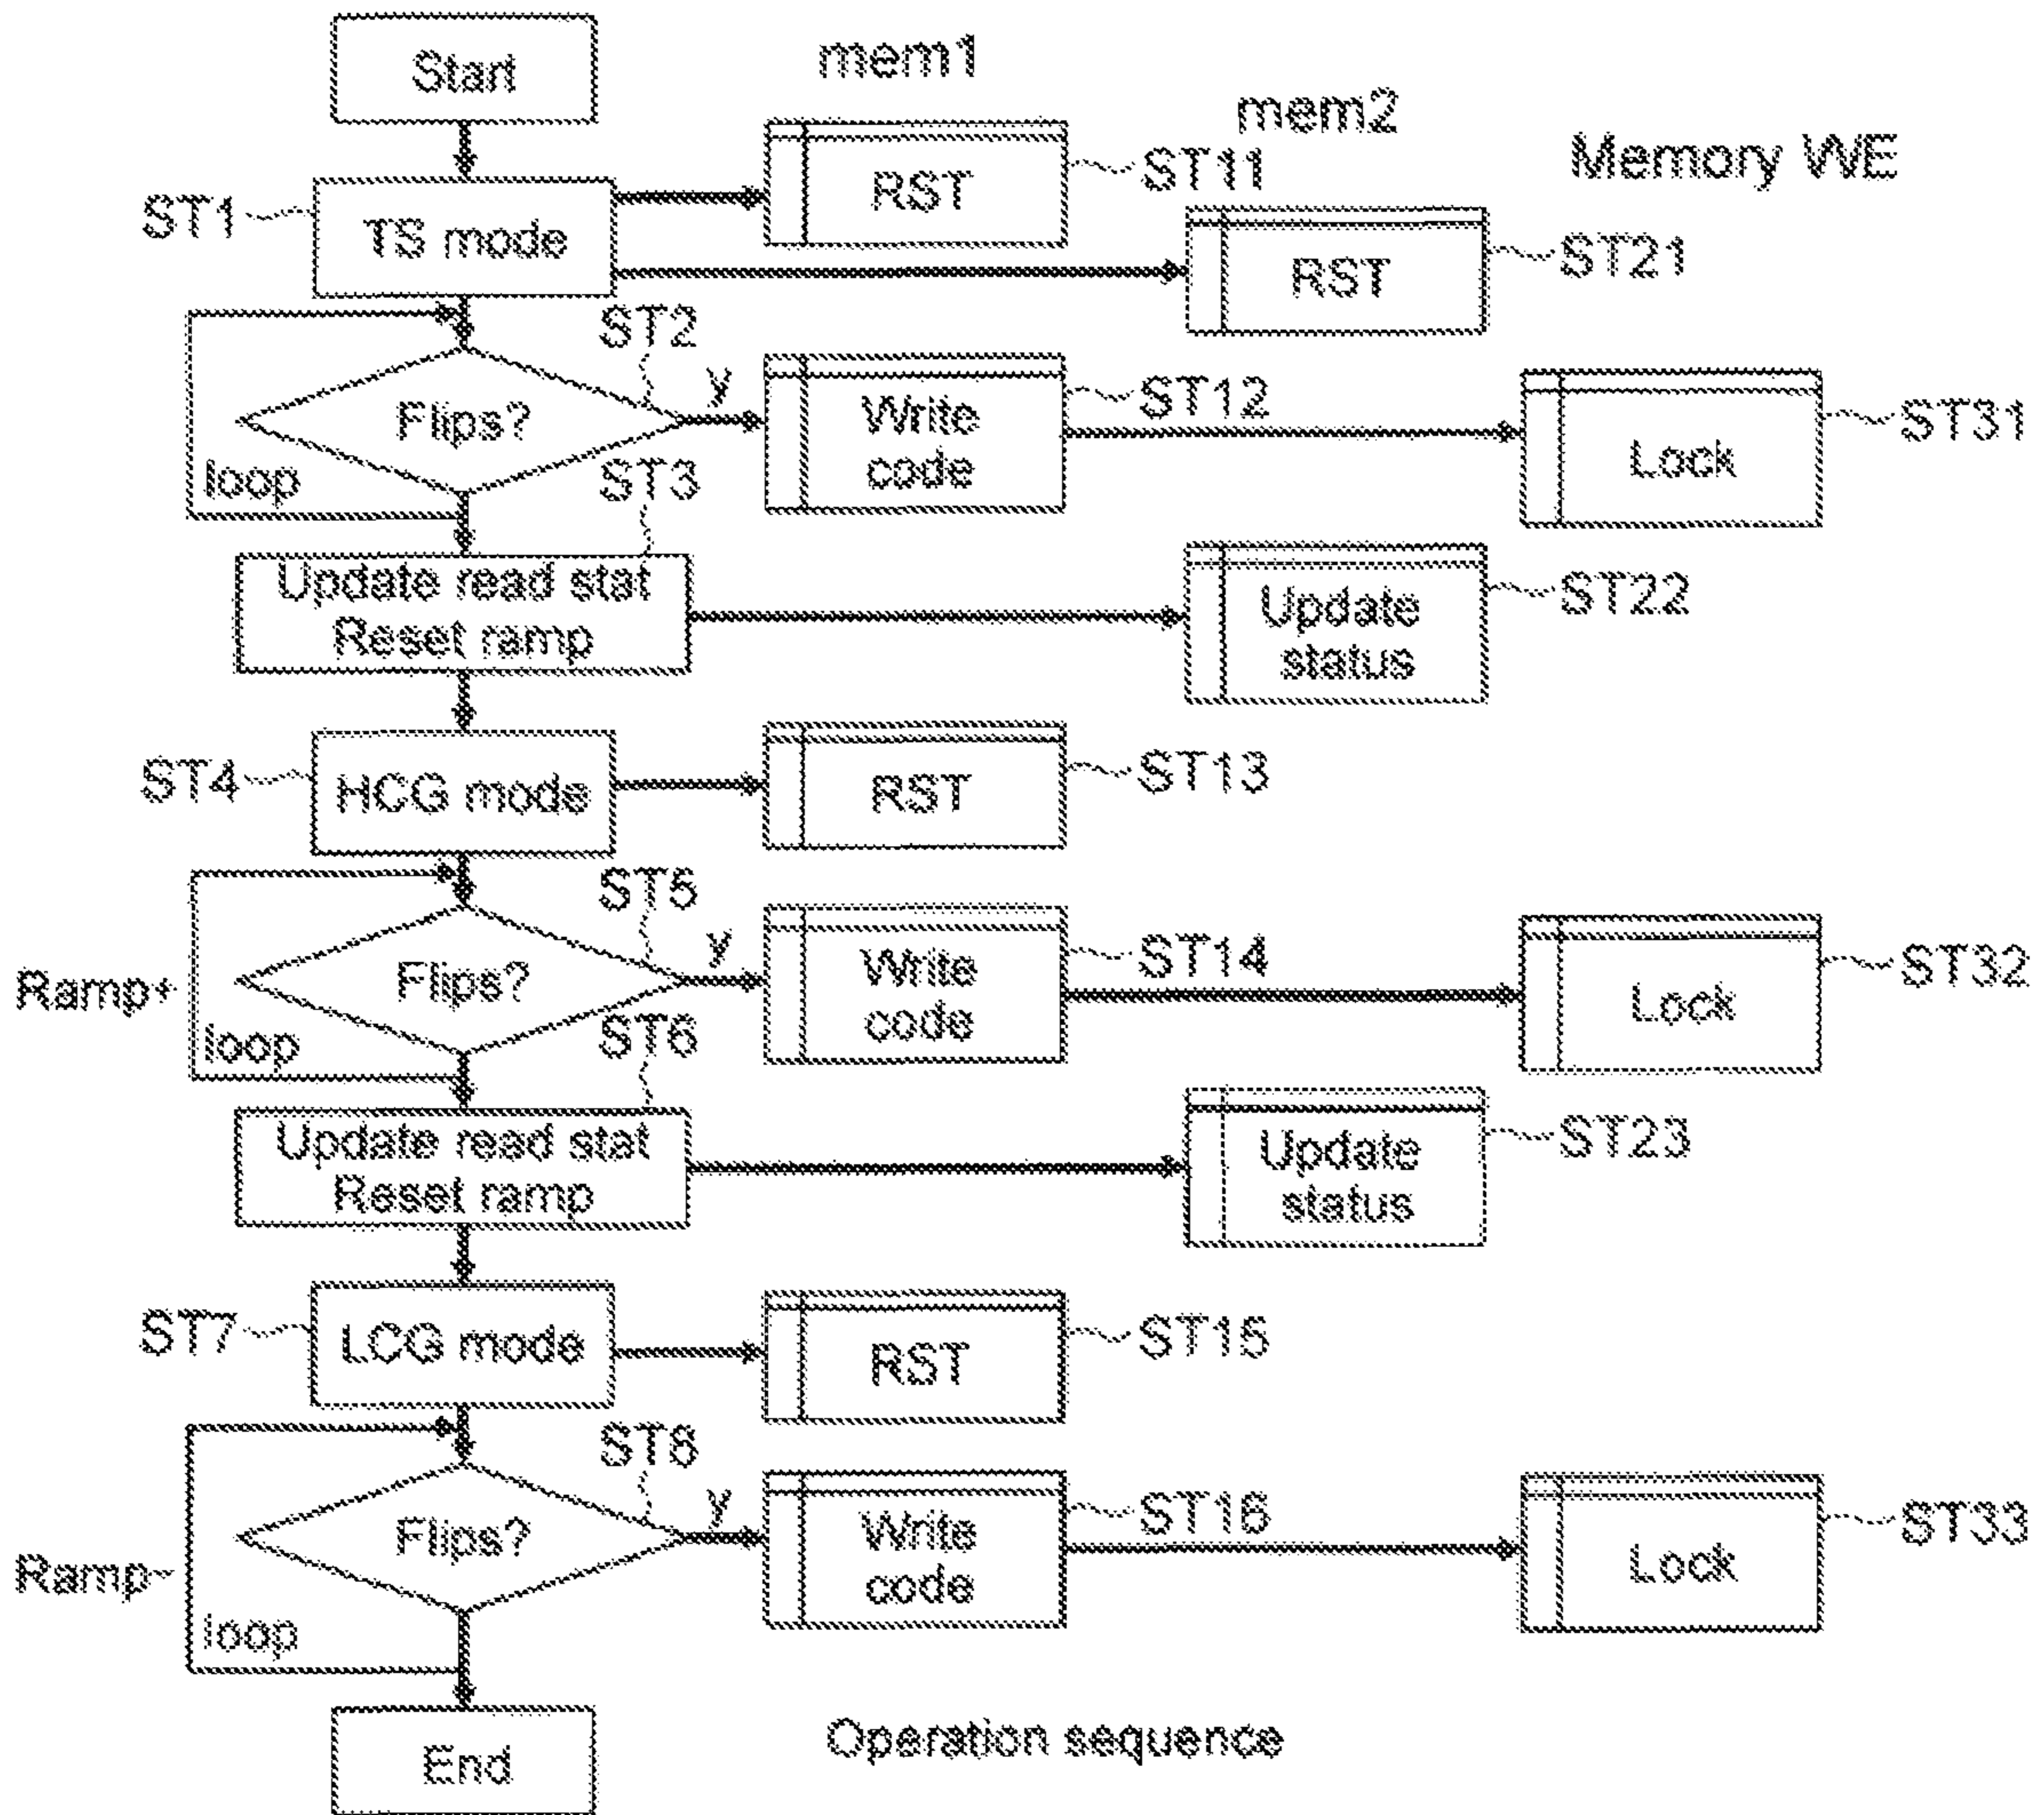 Start
mem1
mem2
Memory WE
RST
ST11
ST1
TS mode
RST
ST21
ST2
Flips?
y
Write
code
ST12
Lock
ST31
loop
ST3
Update read stat
Reset ramp
Update
status
ST22
ST4
HCG mode
RST
ST13
ST5
Ramp+
Flips?
y
Write
code
ST14
Lock
ST32
loop
ST6
Update read stat
Reset ramp
Update
status
ST23
ST7
LCG mode
RST
ST15
ST8
Ramp-
Flips?
y
Write
code
ST16
Lock
ST33
loop
End
Operation sequence